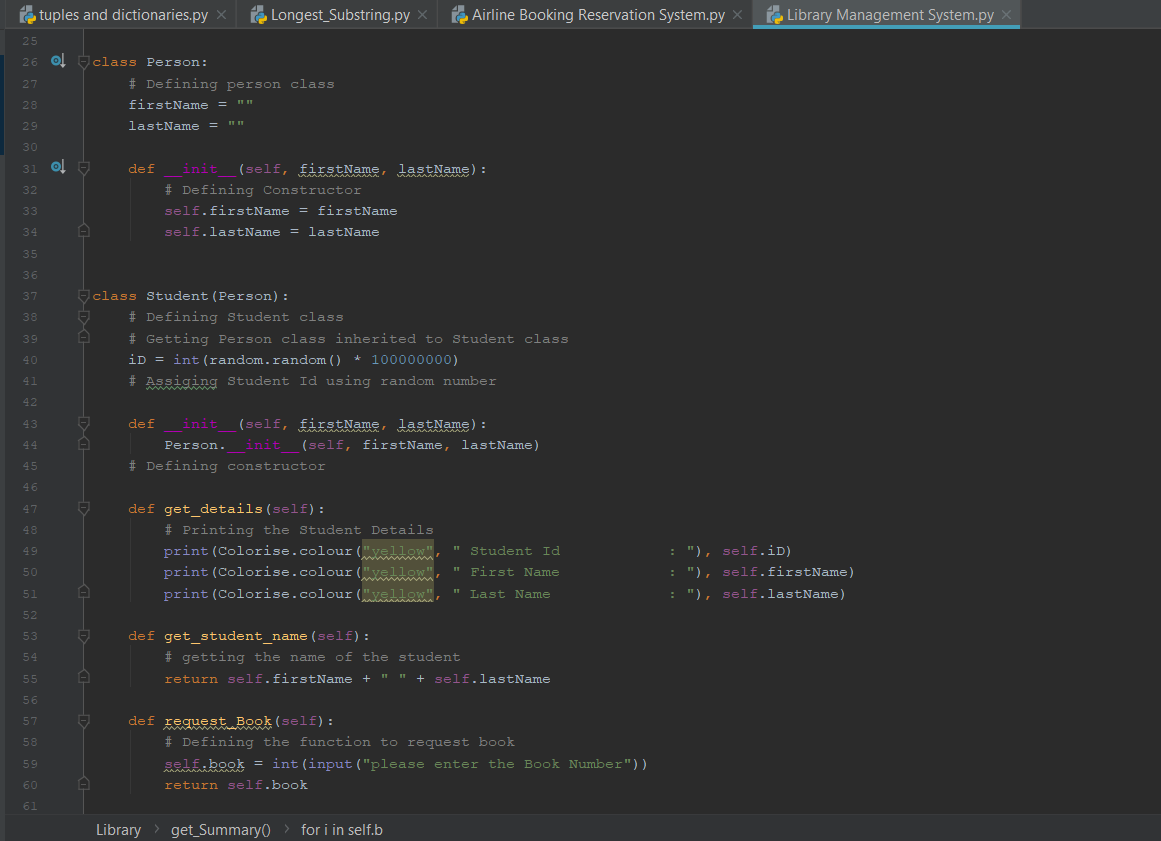 tuples and dictionaries.py Longest_Substring.py Airline Booking Reservation System.py Library Management System.py
25
26 class Person:
27 # Defining person class
28 firstName = ""
29 lastName = ""
30
31 def __init__(self, firstName, lastName):
32 # Defining Constructor
33 self.firstName = firstName
34 self.lastName = lastName
35
36
37 class Student(Person):
38 # Defining Student class
39 # Getting Person class inherited to Student class
40 iD = int(random.random() * 100000000)
41 # Assiging Student Id using random number
42
43 def __init__(self, firstName, lastName):
44 Person.__init__(self, firstName, lastName)
45 # Defining constructor
46
47 def get_details(self):
48 # Printing the Student Details
49 print(Colorise.colour("yellow", " Student Id            : "), self.iD)
50 print(Colorise.colour("yellow", " First Name            : "), self.firstName)
51 print(Colorise.colour("yellow", " Last Name             : "), self.lastName)
52
53 def get_student_name(self):
54 # getting the name of the student
55 return self.firstName + " " + self.lastName
56
57 def request_Book(self):
58 # Defining the function to request book
59 self.book = int(input("please enter the Book Number"))
60 return self.book
61
Library get_Summary() for i in self.b